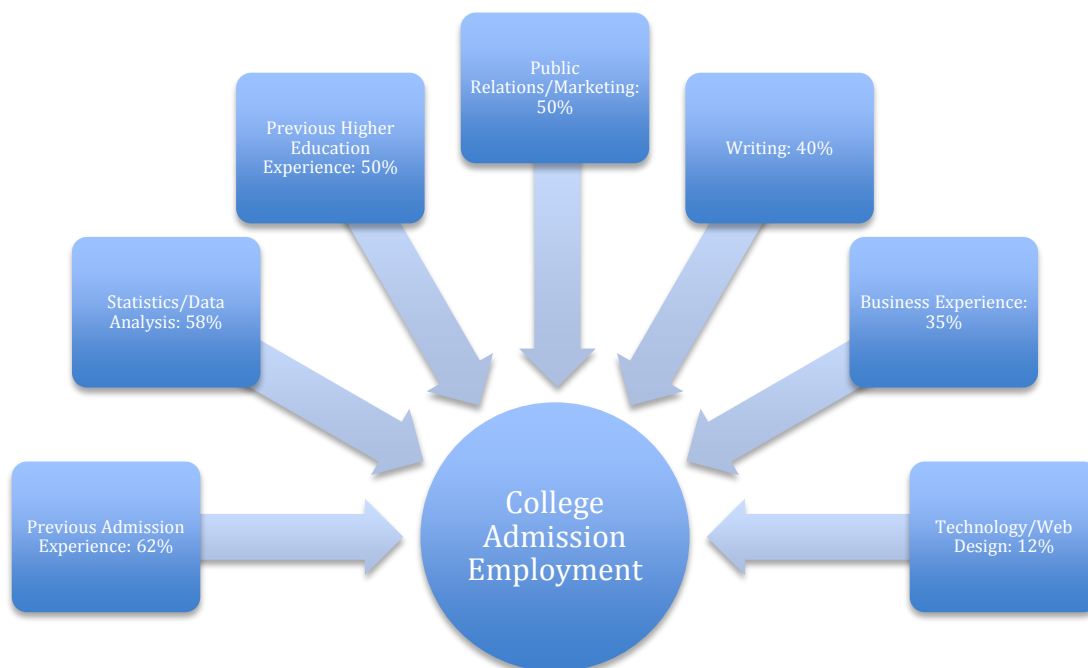 Public
Relations/Marketing:
50%
Previous Higher
Education
Experience: 50%
Writing: 40%
Statistics/Data
Analysis: 58%
Business Experience:
35%
Previous Admission
Experience: 62%
College
Admission
Employment
Technology/Web
Design: 12%